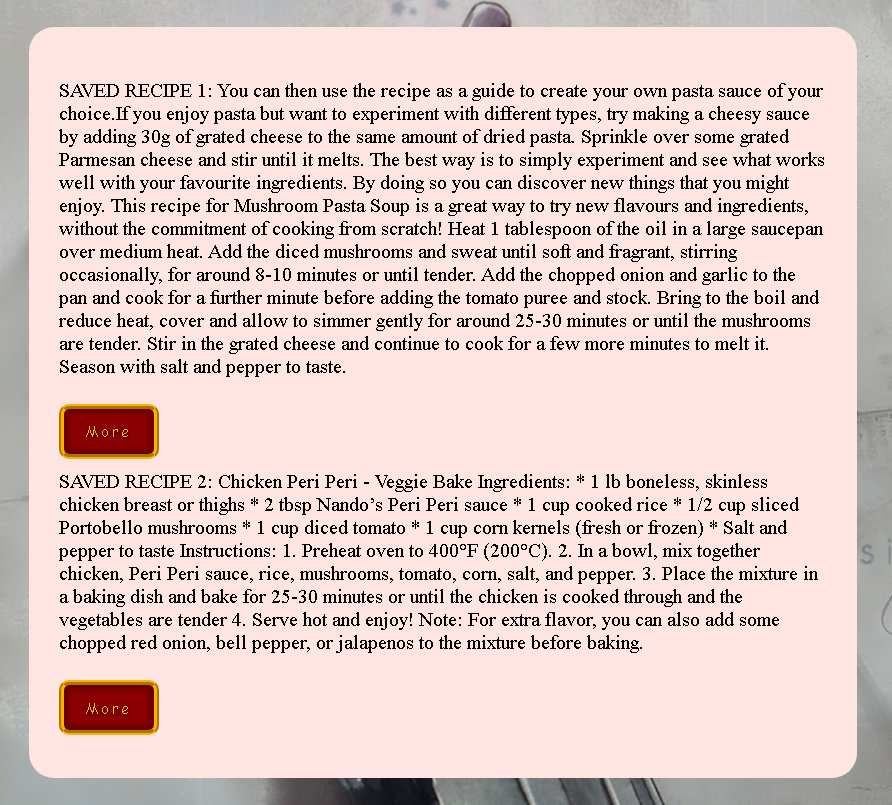 SAVED RECIPE 1: You can then use the recipe as a guide to create your own pasta sauce of your
choice.If you enjoy pasta but want to experiment with different types, try making a cheesy sauce
by adding 30g of grated cheese to the same amount of dried pasta. Sprinkle over some grated
Parmesan cheese and stir until it melts. The best way is to simply experiment and see what works
well with your favourite ingredients. By doing so you can discover new things that you might
enjoy. This recipe for Mushroom Pasta Soup is a great way to try new flavours and ingredients,
without the commitment of cooking from scratch! Heat 1 tablespoon of the oil in a large saucepan
over medium heat. Add the diced mushrooms and sweat until soft and fragrant, stirring
occasionally, for around 8-10 minutes or until tender. Add the chopped onion and garlic to the
pan and cook for a further minute before adding the tomato puree and stock. Bring to the boil and
reduce heat, cover and allow to simmer gently for around 25-30 minutes or until the mushrooms
are tender. Stir in the grated cheese and continue to cook for a few more minutes to melt it.
Season with salt and pepper to taste.
More
SAVED RECIPE 2: Chicken Peri Peri - Veggie Bake Ingredients: * 1 lb boneless, skinless
chicken breast or thighs * 2 tbsp Nando’s Peri Peri sauce * 1 cup cooked rice * 1/2 cup sliced
Portobello mushrooms * 1 cup diced tomato * 1 cup corn kernels (fresh or frozen) * Salt and
pepper to taste Instructions: 1. Preheat oven to 400°F (200°C). 2. In a bowl, mix together
chicken, Peri Peri sauce, rice, mushrooms, tomato, corn, salt, and pepper. 3. Place the mixture in
a baking dish and bake for 25-30 minutes or until the chicken is cooked through and the
vegetables are tender 4. Serve hot and enjoy! Note: For extra flavor, you can also add some
chopped red onion, bell pepper, or jalapenos to the mixture before baking.
More